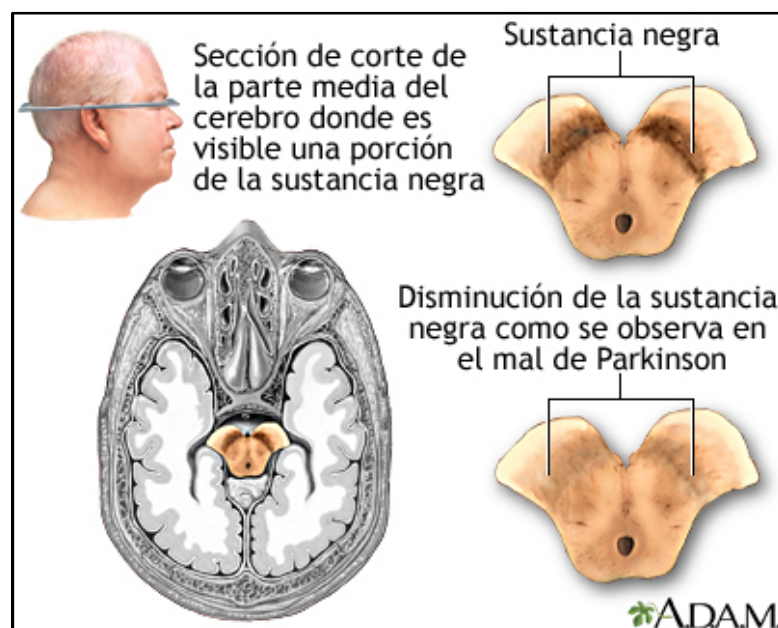 Sección de corte de
la parte media del
cerebro donde es
visible una porción
de la sustancia negra
Sustancia negra
Disminución de la sustancia
negra como se observa en
el mal de Parkinson
A.D.A.M.